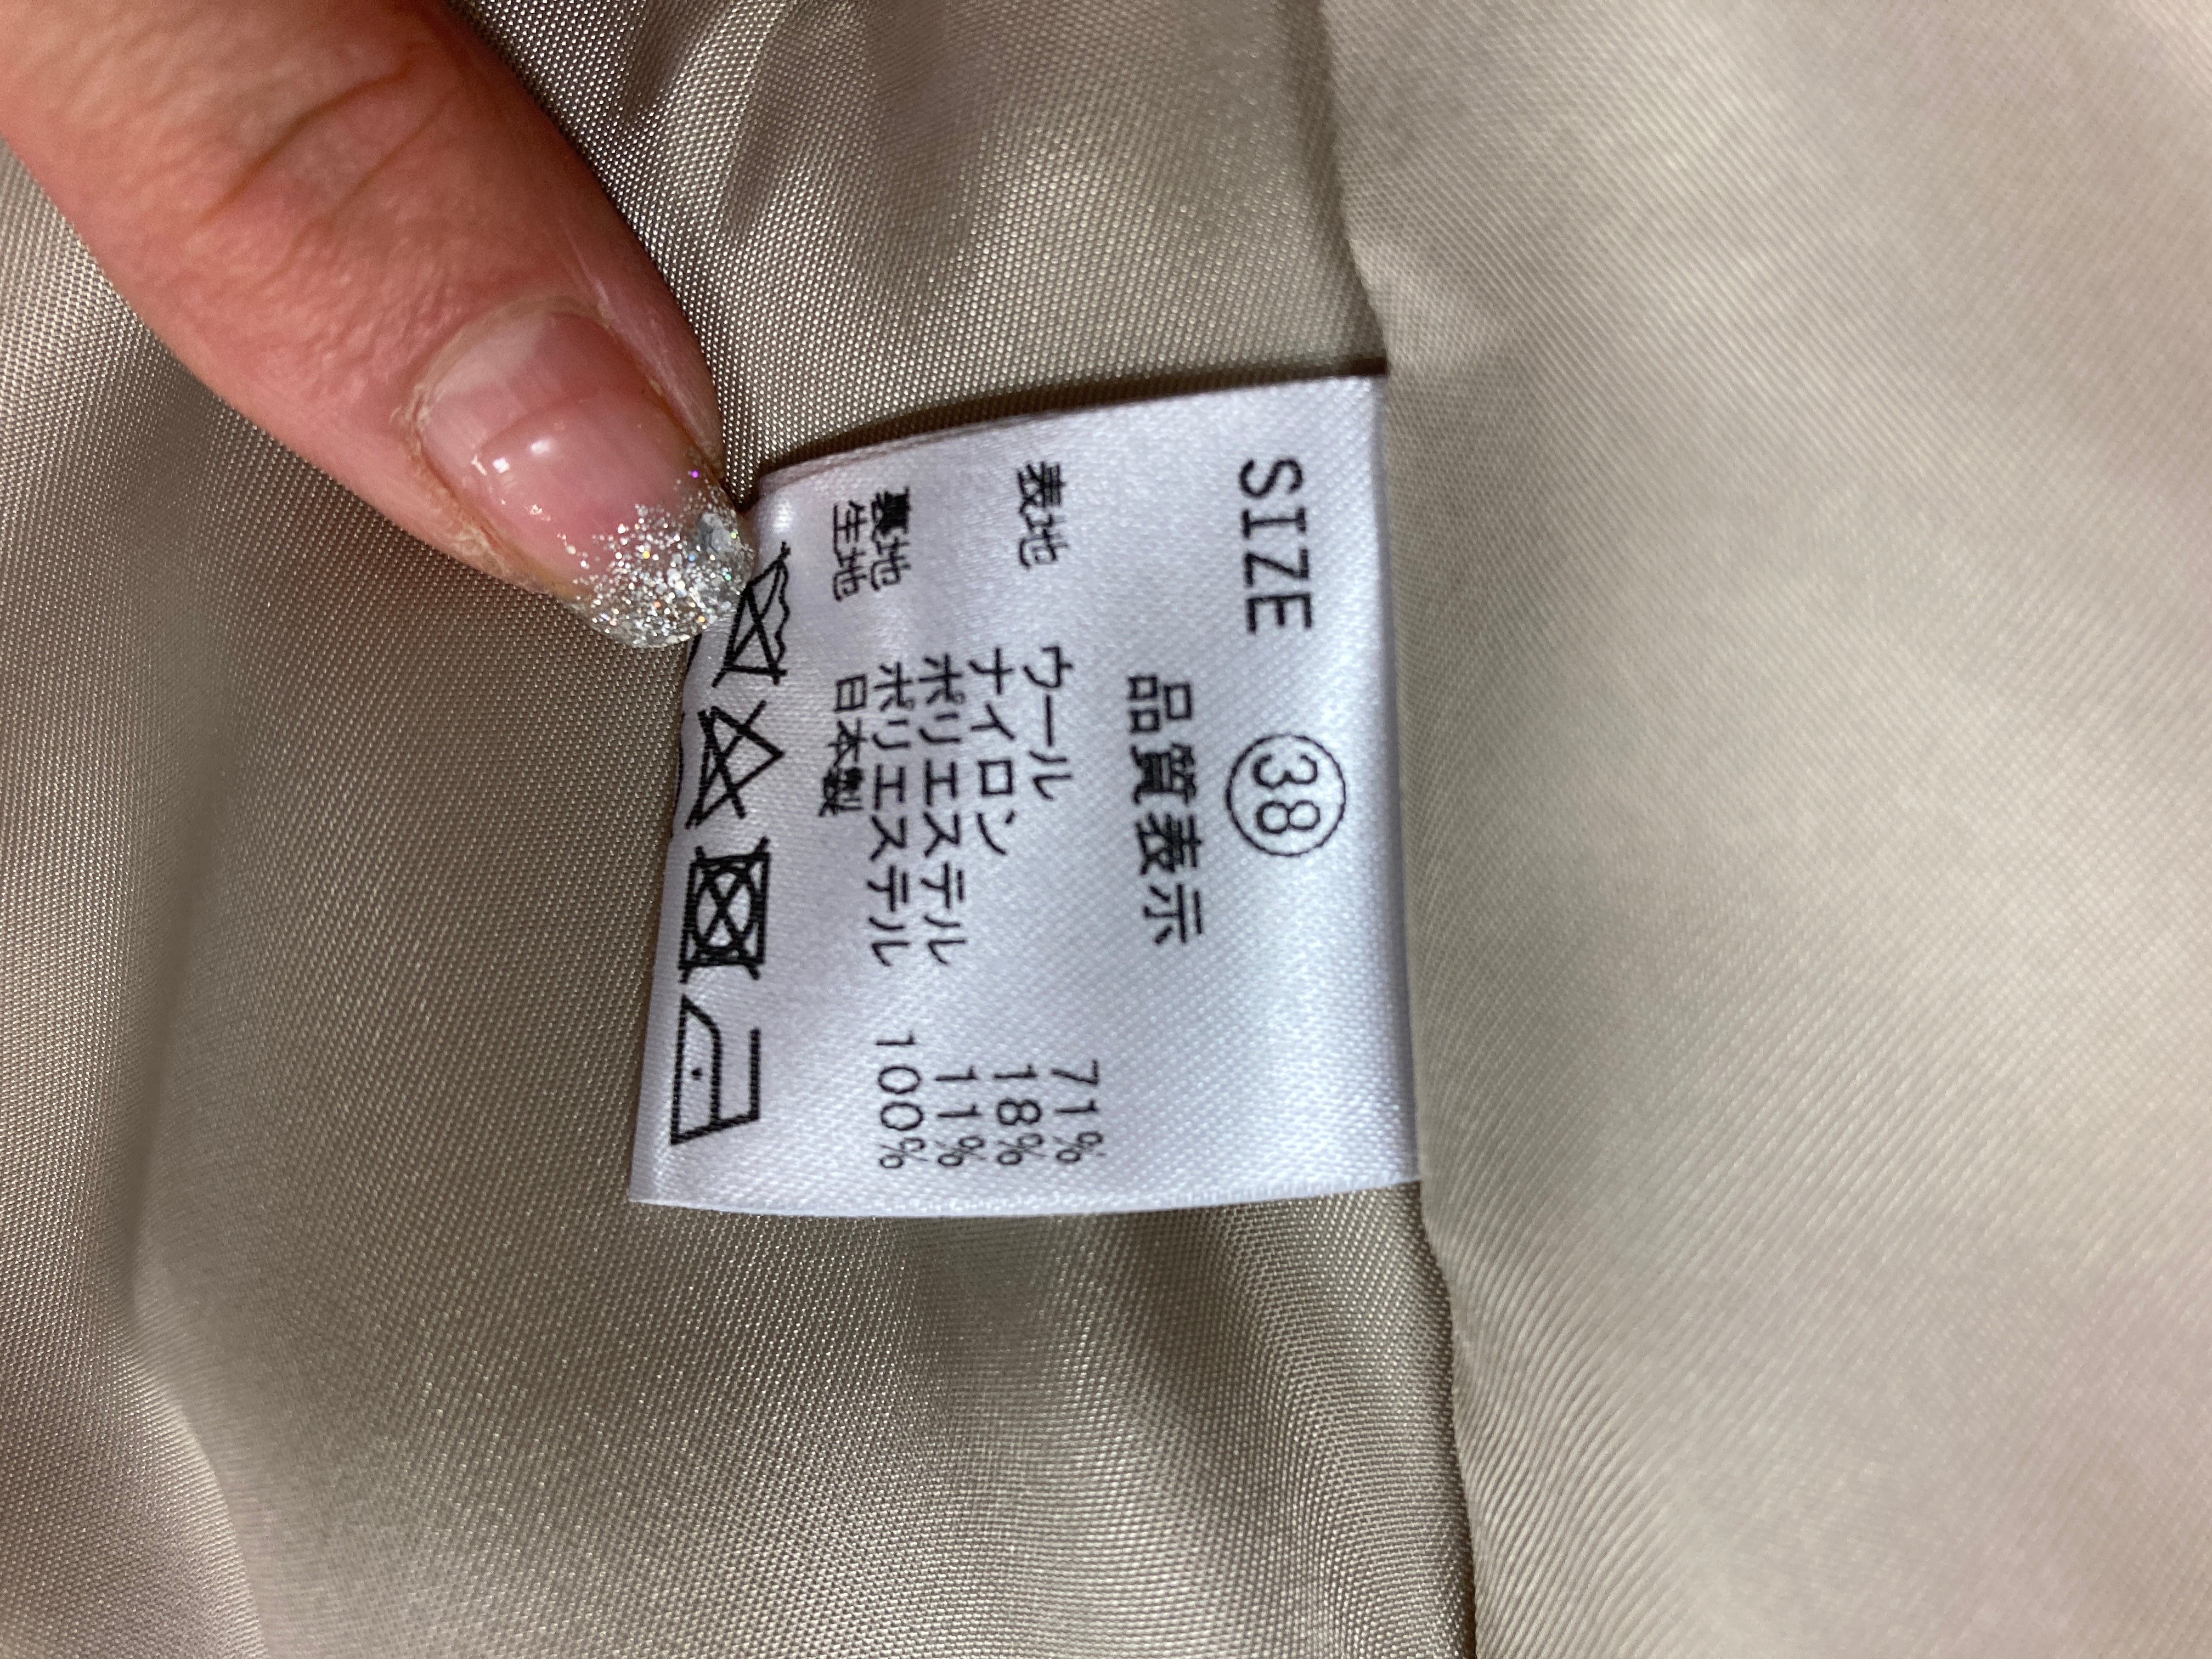 SIZE ㊳
品質表示
表地 ウール 71%
ナイロン 18%
ポリエステル 11%
裏地 ポリエステル 100%
生地 日本製